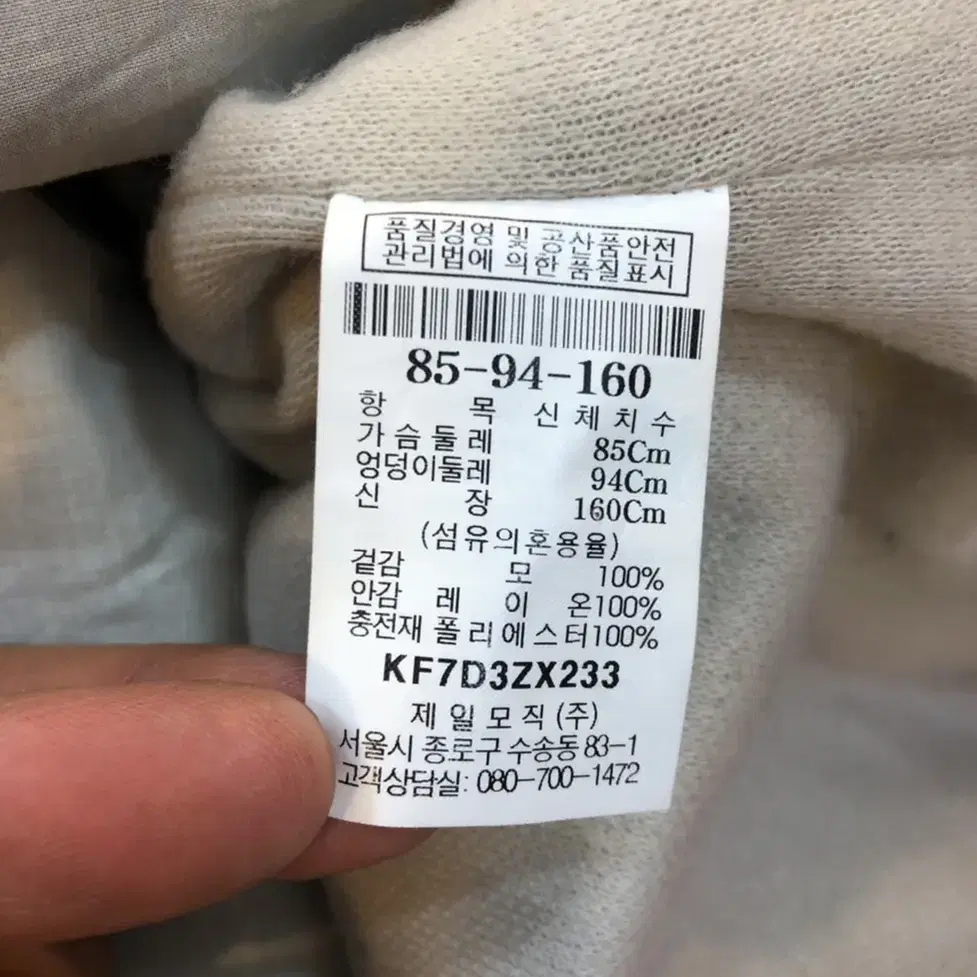 품질경영 및 공산품안전
관리법에 의한 품질표시
85-94-160
항 목 신체치수
가슴둘레 85Cm
엉덩이둘레 94Cm
신 장 160Cm
(섬유의혼용율)
겉감 모 100%
안감 레 이 온100%
충전재 폴리에스터100%
KF7D3ZX233
제일모직(주)
서울시 종로구 수송동 83-1
고객상담실: 080-700-1472